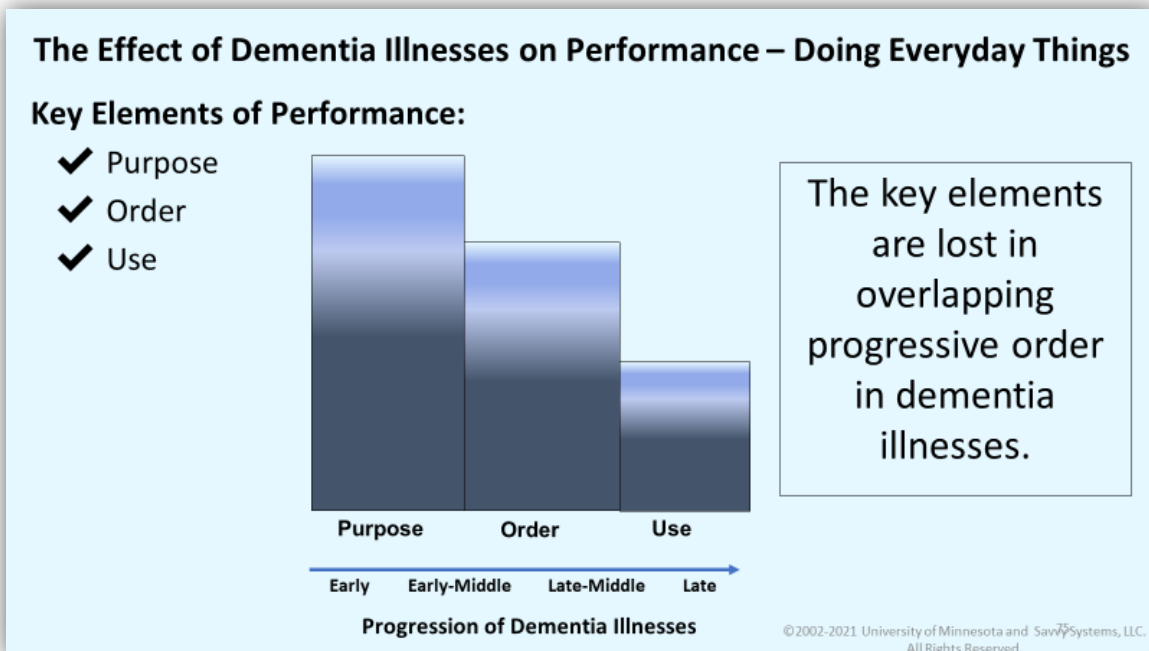 The Effect of Dementia Illnesses on Performance – Doing Everyday Things
Key Elements of Performance:
✔ Purpose
✔ Order
✔ Use
The key elements
are lost in
overlapping
progressive order
in dementia
illnesses.
Purpose Order Use
Early Early-Middle Late-Middle Late
Progression of Dementia Illnesses
©2002-2021 University of Minnesota and Savvy Systems, LLC.
All Rights Reserved.
75